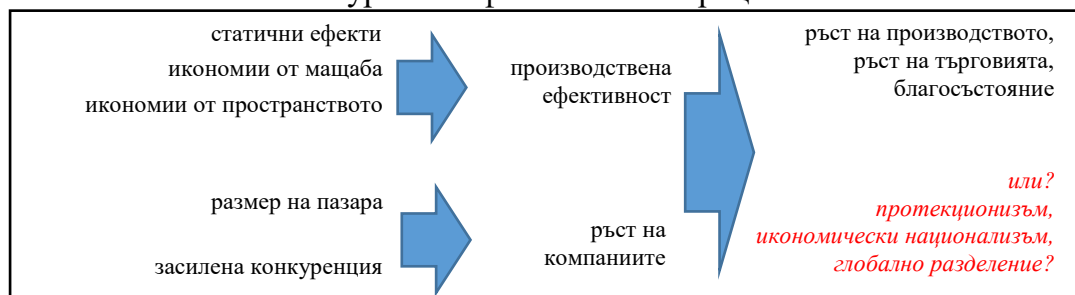 статични ефекти
икономии от мащаба
икономии от пространството
производствена
ефективност
ръст на производството,
ръст на търговията,
благосъстояние
размер на пазара
засилена конкуренция
ръст на
компаниите
или?
протекционизъм,
икономически национализъм,
глобално разделение?